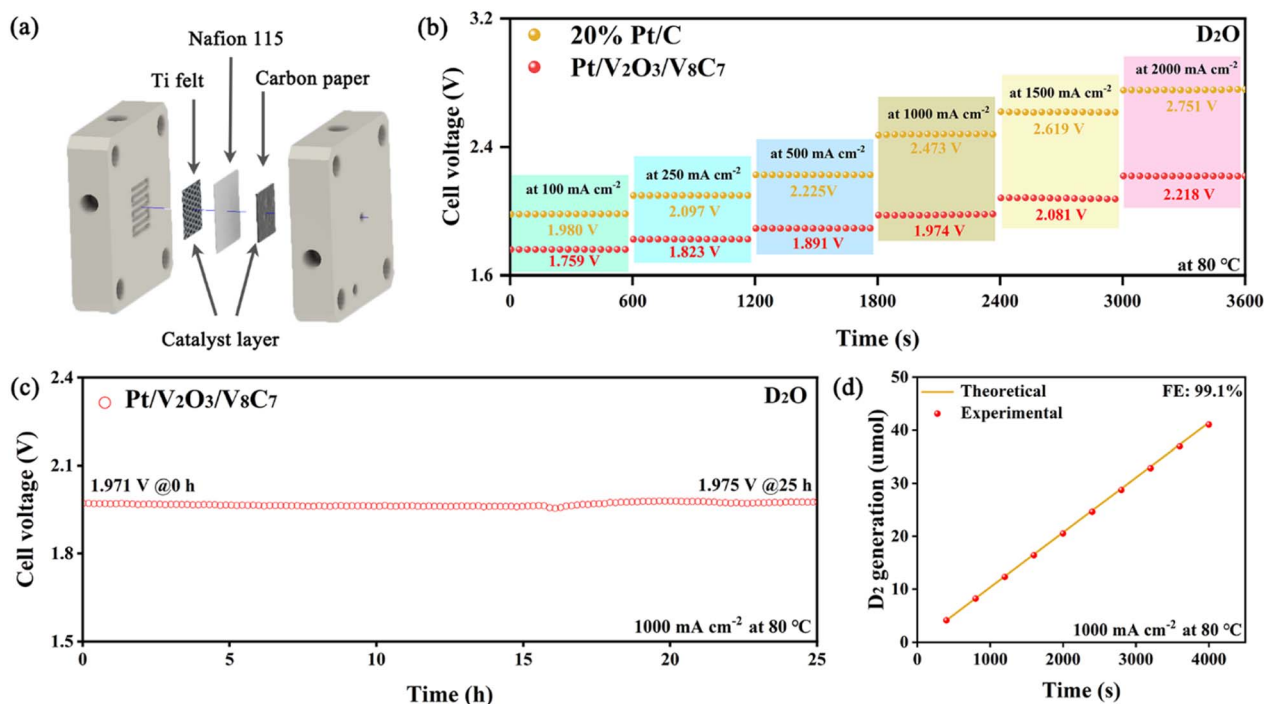 (a)
Nafion 115
Ti felt
Carbon paper
Catalyst layer
(b)
20% Pt/C
Pt/V₂O₃/V₈C₇
D₂O
at 100 mA cm⁻²
at 250 mA cm⁻²
at 500 mA cm⁻²
at 1000 mA cm⁻²
at 1500 mA cm⁻²
at 2000 mA cm⁻²
1.980 V
2.097 V
2.225V
2.473 V
2.619 V
2.751 V
1.759 V
1.823 V
1.891 V
1.974 V
2.081 V
2.218 V
at 80 °C
Cell voltage (V)
3.2
2.4
1.6
0
600
1200
1800
2400
3000
3600
Time (s)
(c)
Pt/V₂O₃/V₈C₇
D₂O
1.971 V @0 h
1.975 V @25 h
1000 mA cm⁻² at 80 °C
Cell voltage (V)
2.4
2.1
1.8
1.5
0
5
10
15
20
25
Time (h)
(d)
Theoretical
Experimental
FE: 99.1%
1000 mA cm⁻² at 80 °C
D₂ generation (umol)
50
40
30
20
10
0
0
1000
2000
3000
4000
Time (s)